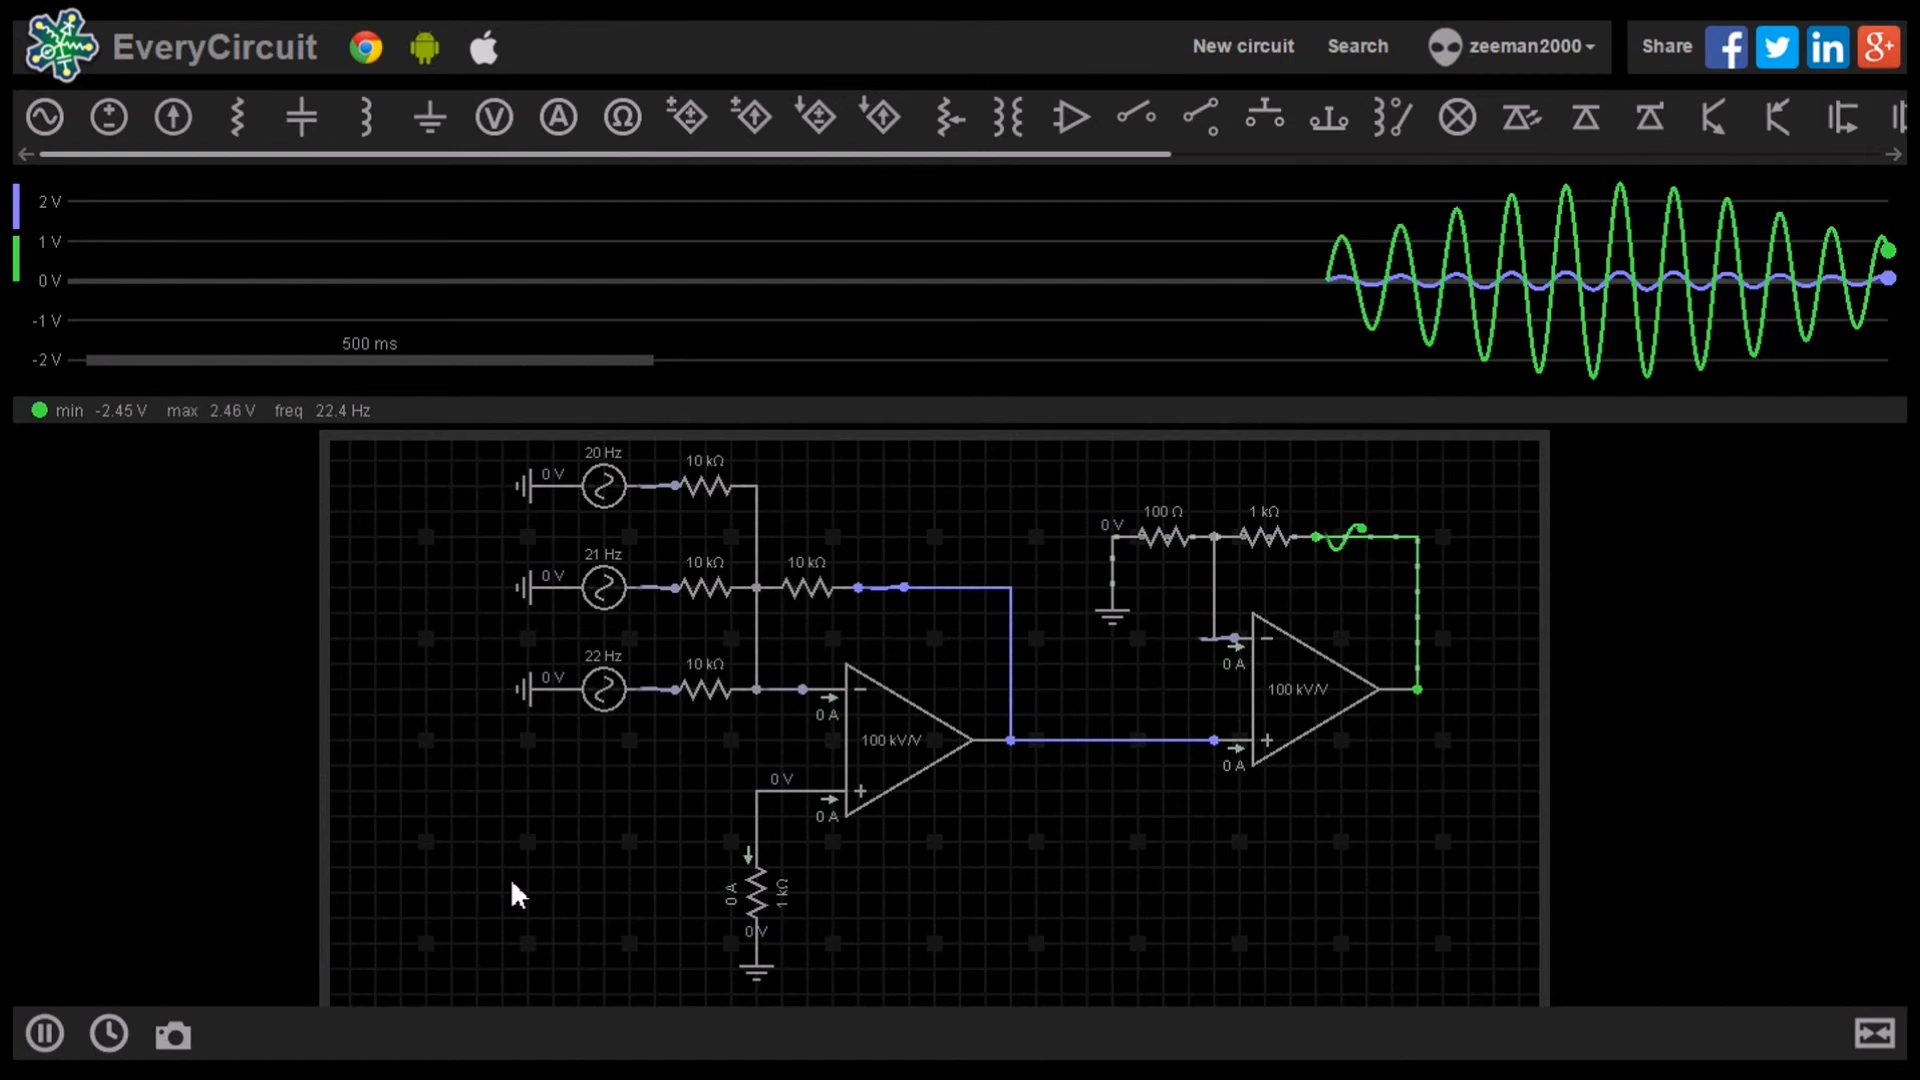 EveryCircuit New circuit Search zeeman2000 Share
V A Ω
2 V
1 V
0 V
-1 V
500 ms
-2 V
min -2.45 V max 2.46 V freq 22.4 Hz
20 Hz 10 kΩ
0 V
100 Ω 1 kΩ
0 V
21 Hz 10 kΩ 10 kΩ
0 V
22 Hz 10 kΩ 0 A
0 V 100 kV/V
0 A
100 kV/V
0 A
0 V
0 A
0 A 1 kΩ
0 V